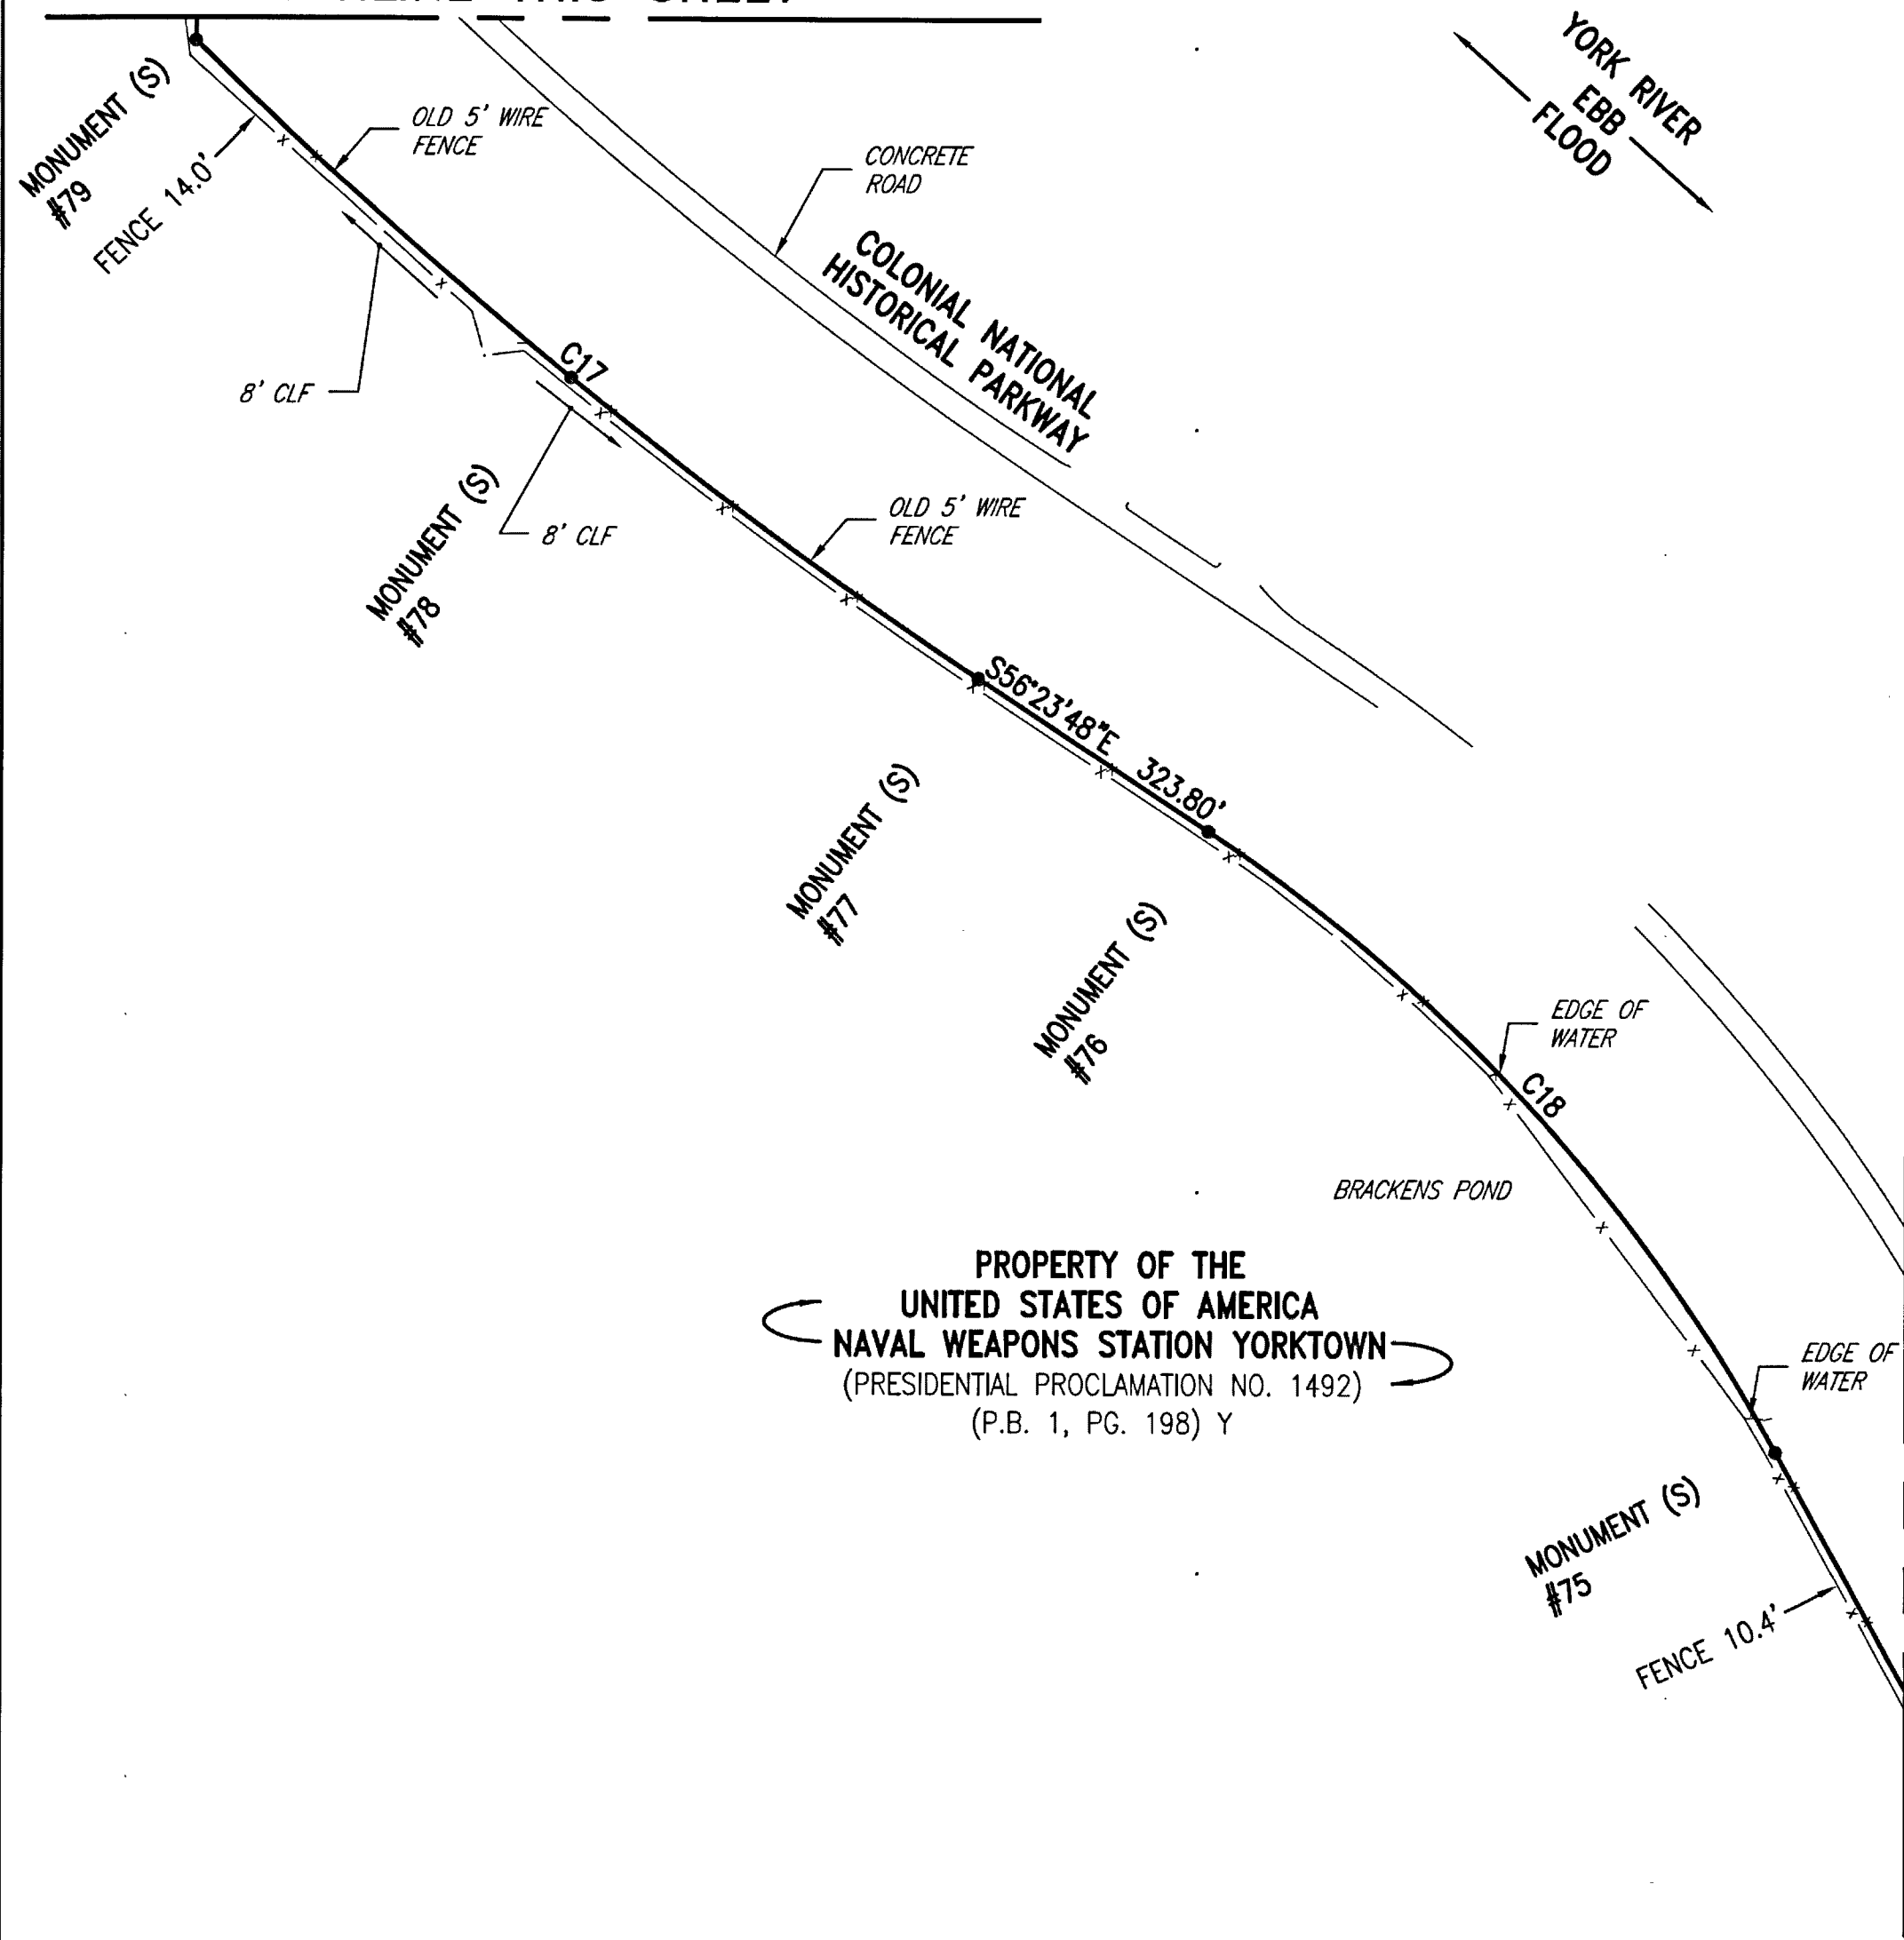 THIS SHEET
YORK RIVER
EBB
FLOOD
MONUMENT (S)
#79
FENCE 14.0'
OLD 5' WIRE
FENCE
CONCRETE
ROAD
COLONIAL NATIONAL
HISTORICAL PARKWAY
8' CLF
C17
MONUMENT (S)
#78
8' CLF
OLD 5' WIRE
FENCE
S56°23'48"E 323.80'
MONUMENT (S)
#77
MONUMENT (S)
#76
EDGE OF
WATER
C18
BRACKENS POND
PROPERTY OF THE
UNITED STATES OF AMERICA
NAVAL WEAPONS STATION YORKTOWN
(PRESIDENTIAL PROCLAMATION NO. 1492)
(P.B. 1, PG. 198) Y
EDGE OF
WATER
MONUMENT (S)
#75
FENCE 10.4'